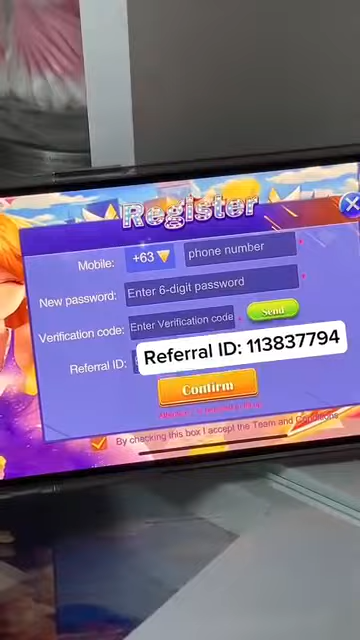 Register
Mobile: +63 phone number *
New password: Enter 6-digit password *
Verification code: Enter Verification code * Send
Referral ID:
Referral ID: 113837794
Confirm
By checking this box I accept the Team and Conditions